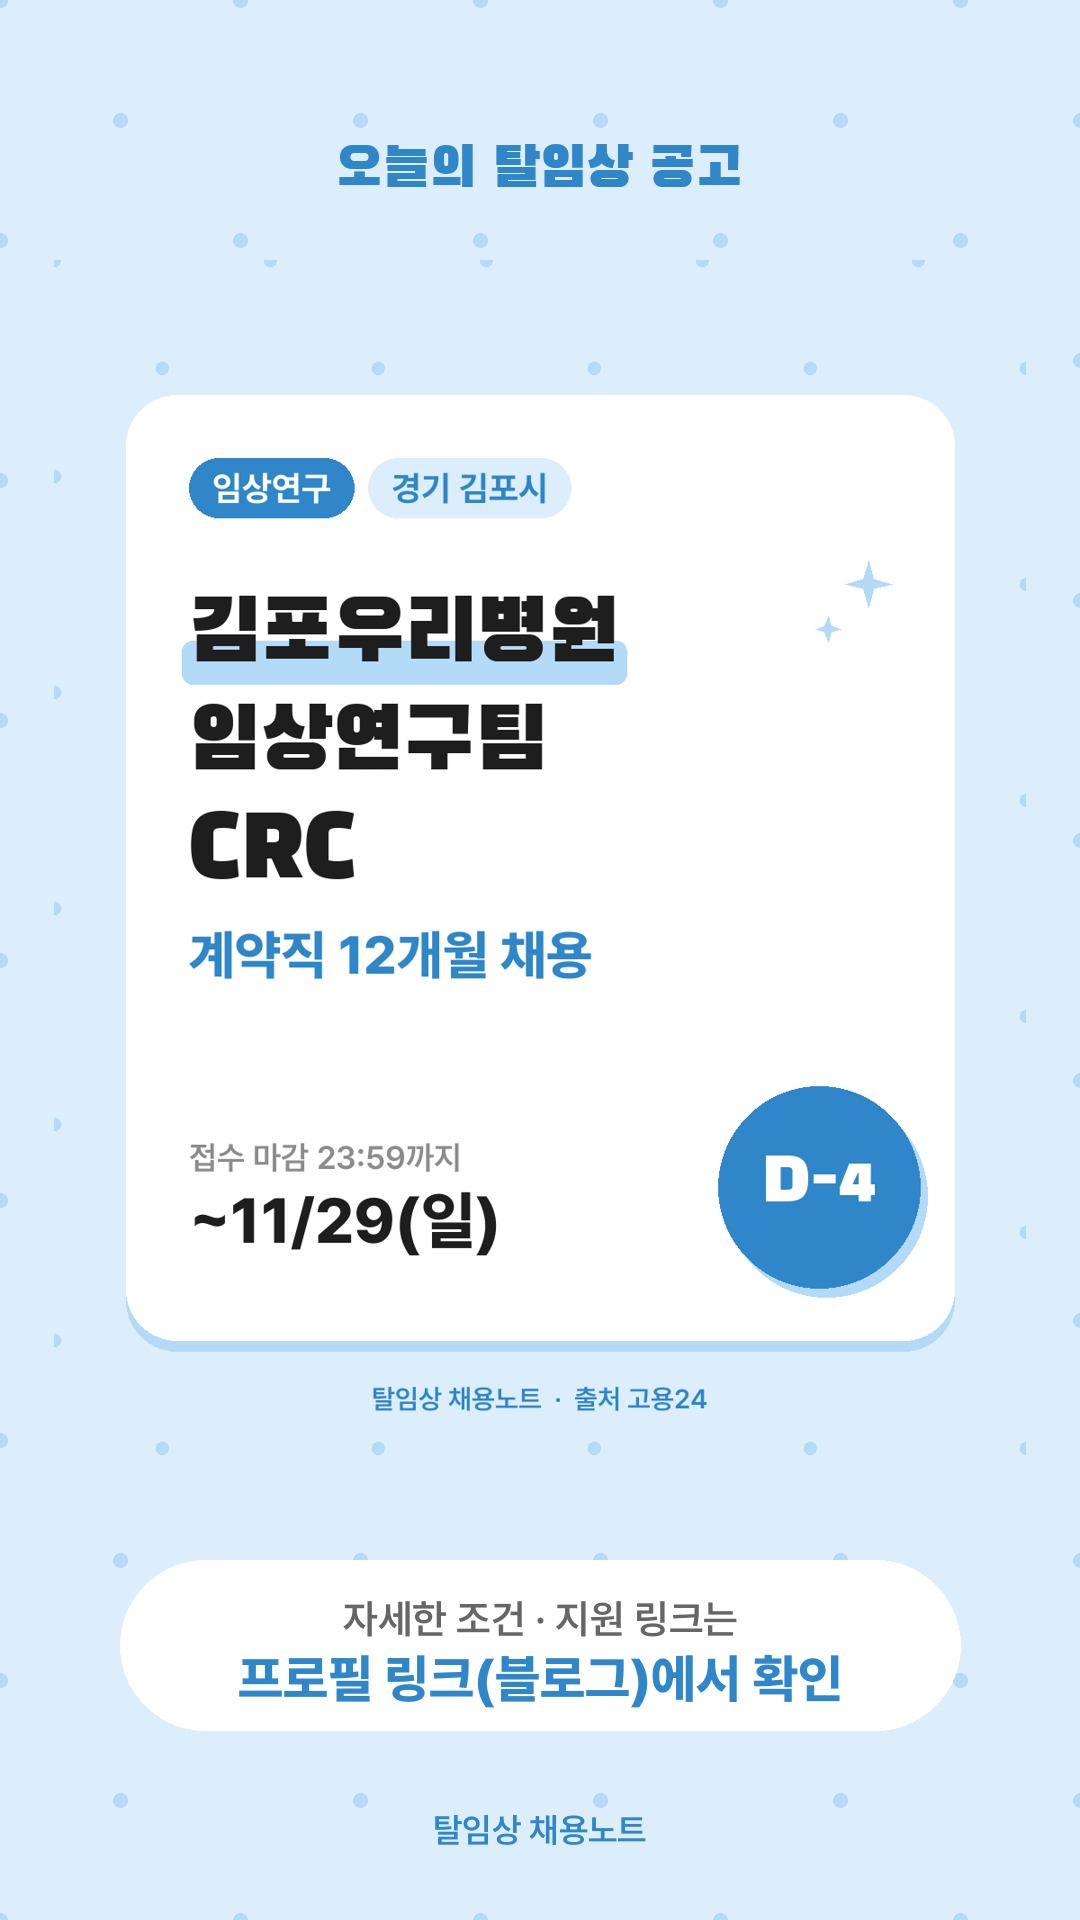 오늘의 탈임상 공고
임상연구 경기 김포시
김포우리병원
임상연구팀
CRC
계약직 12개월 채용
접수 마감 23:59까지
~11/29(일)
D-4
탈임상 채용노트 · 출처 고용24
자세한 조건 · 지원 링크는
프로필 링크(블로그)에서 확인
탈임상 채용노트